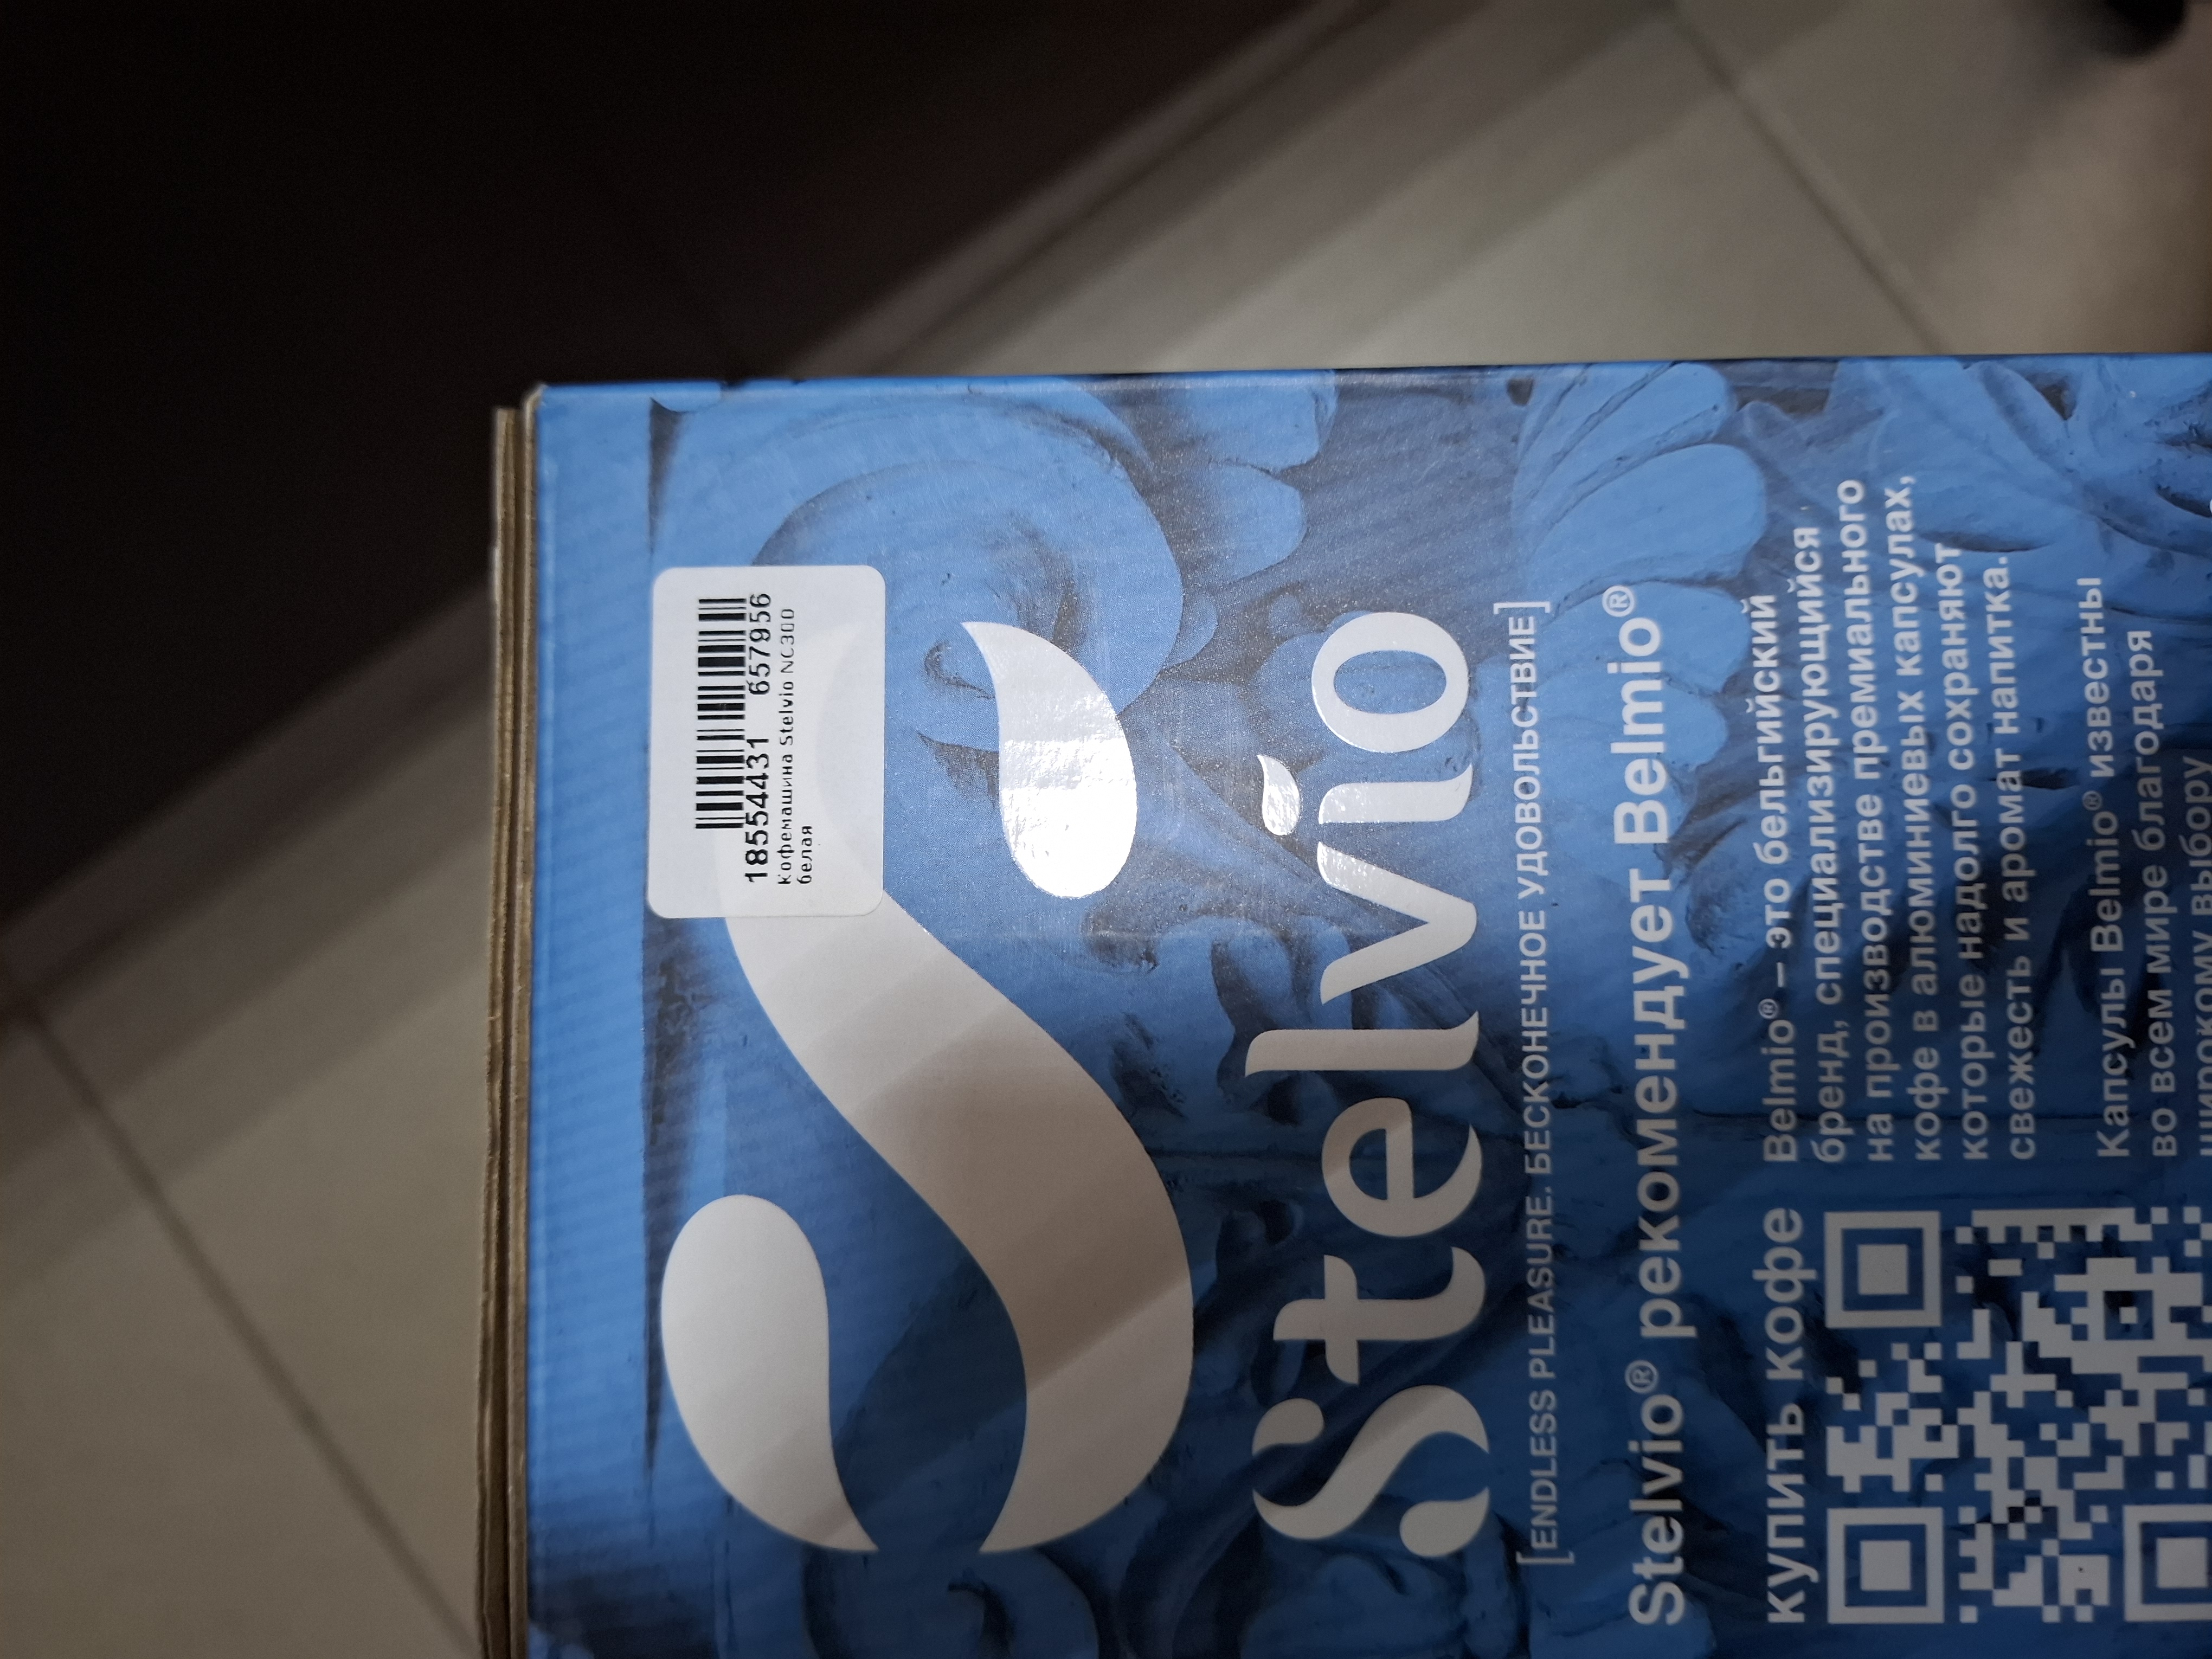 18554431 657956
Кофемашина Stelvio NC300
белая
Stelvio
[ENDLESS PLEASURE. БЕСКОНЕЧНОЕ УДОВОЛЬСТВИЕ]
Stelvio® рекомендует Belmio®
купить кофе
Belmio® – это бельгийский
бренд, специализирующийся
на производстве премиального
кофе в алюминиевых капсулах,
которые надолго сохраняют
свежесть и аромат напитка.
Капсулы Belmio® известны
во всем мире благодаря
широкому выбору